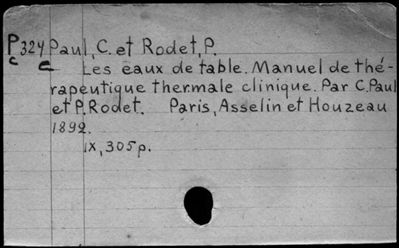 P324 Paul, C. et Rodet, P.
c c
Les eaux de table. Manuel de thé-
rapeutique thermale clinique. Par C. Paul
et P. Rodet. Paris, Asselin et Houzeau
1892.
IX, 305 p.